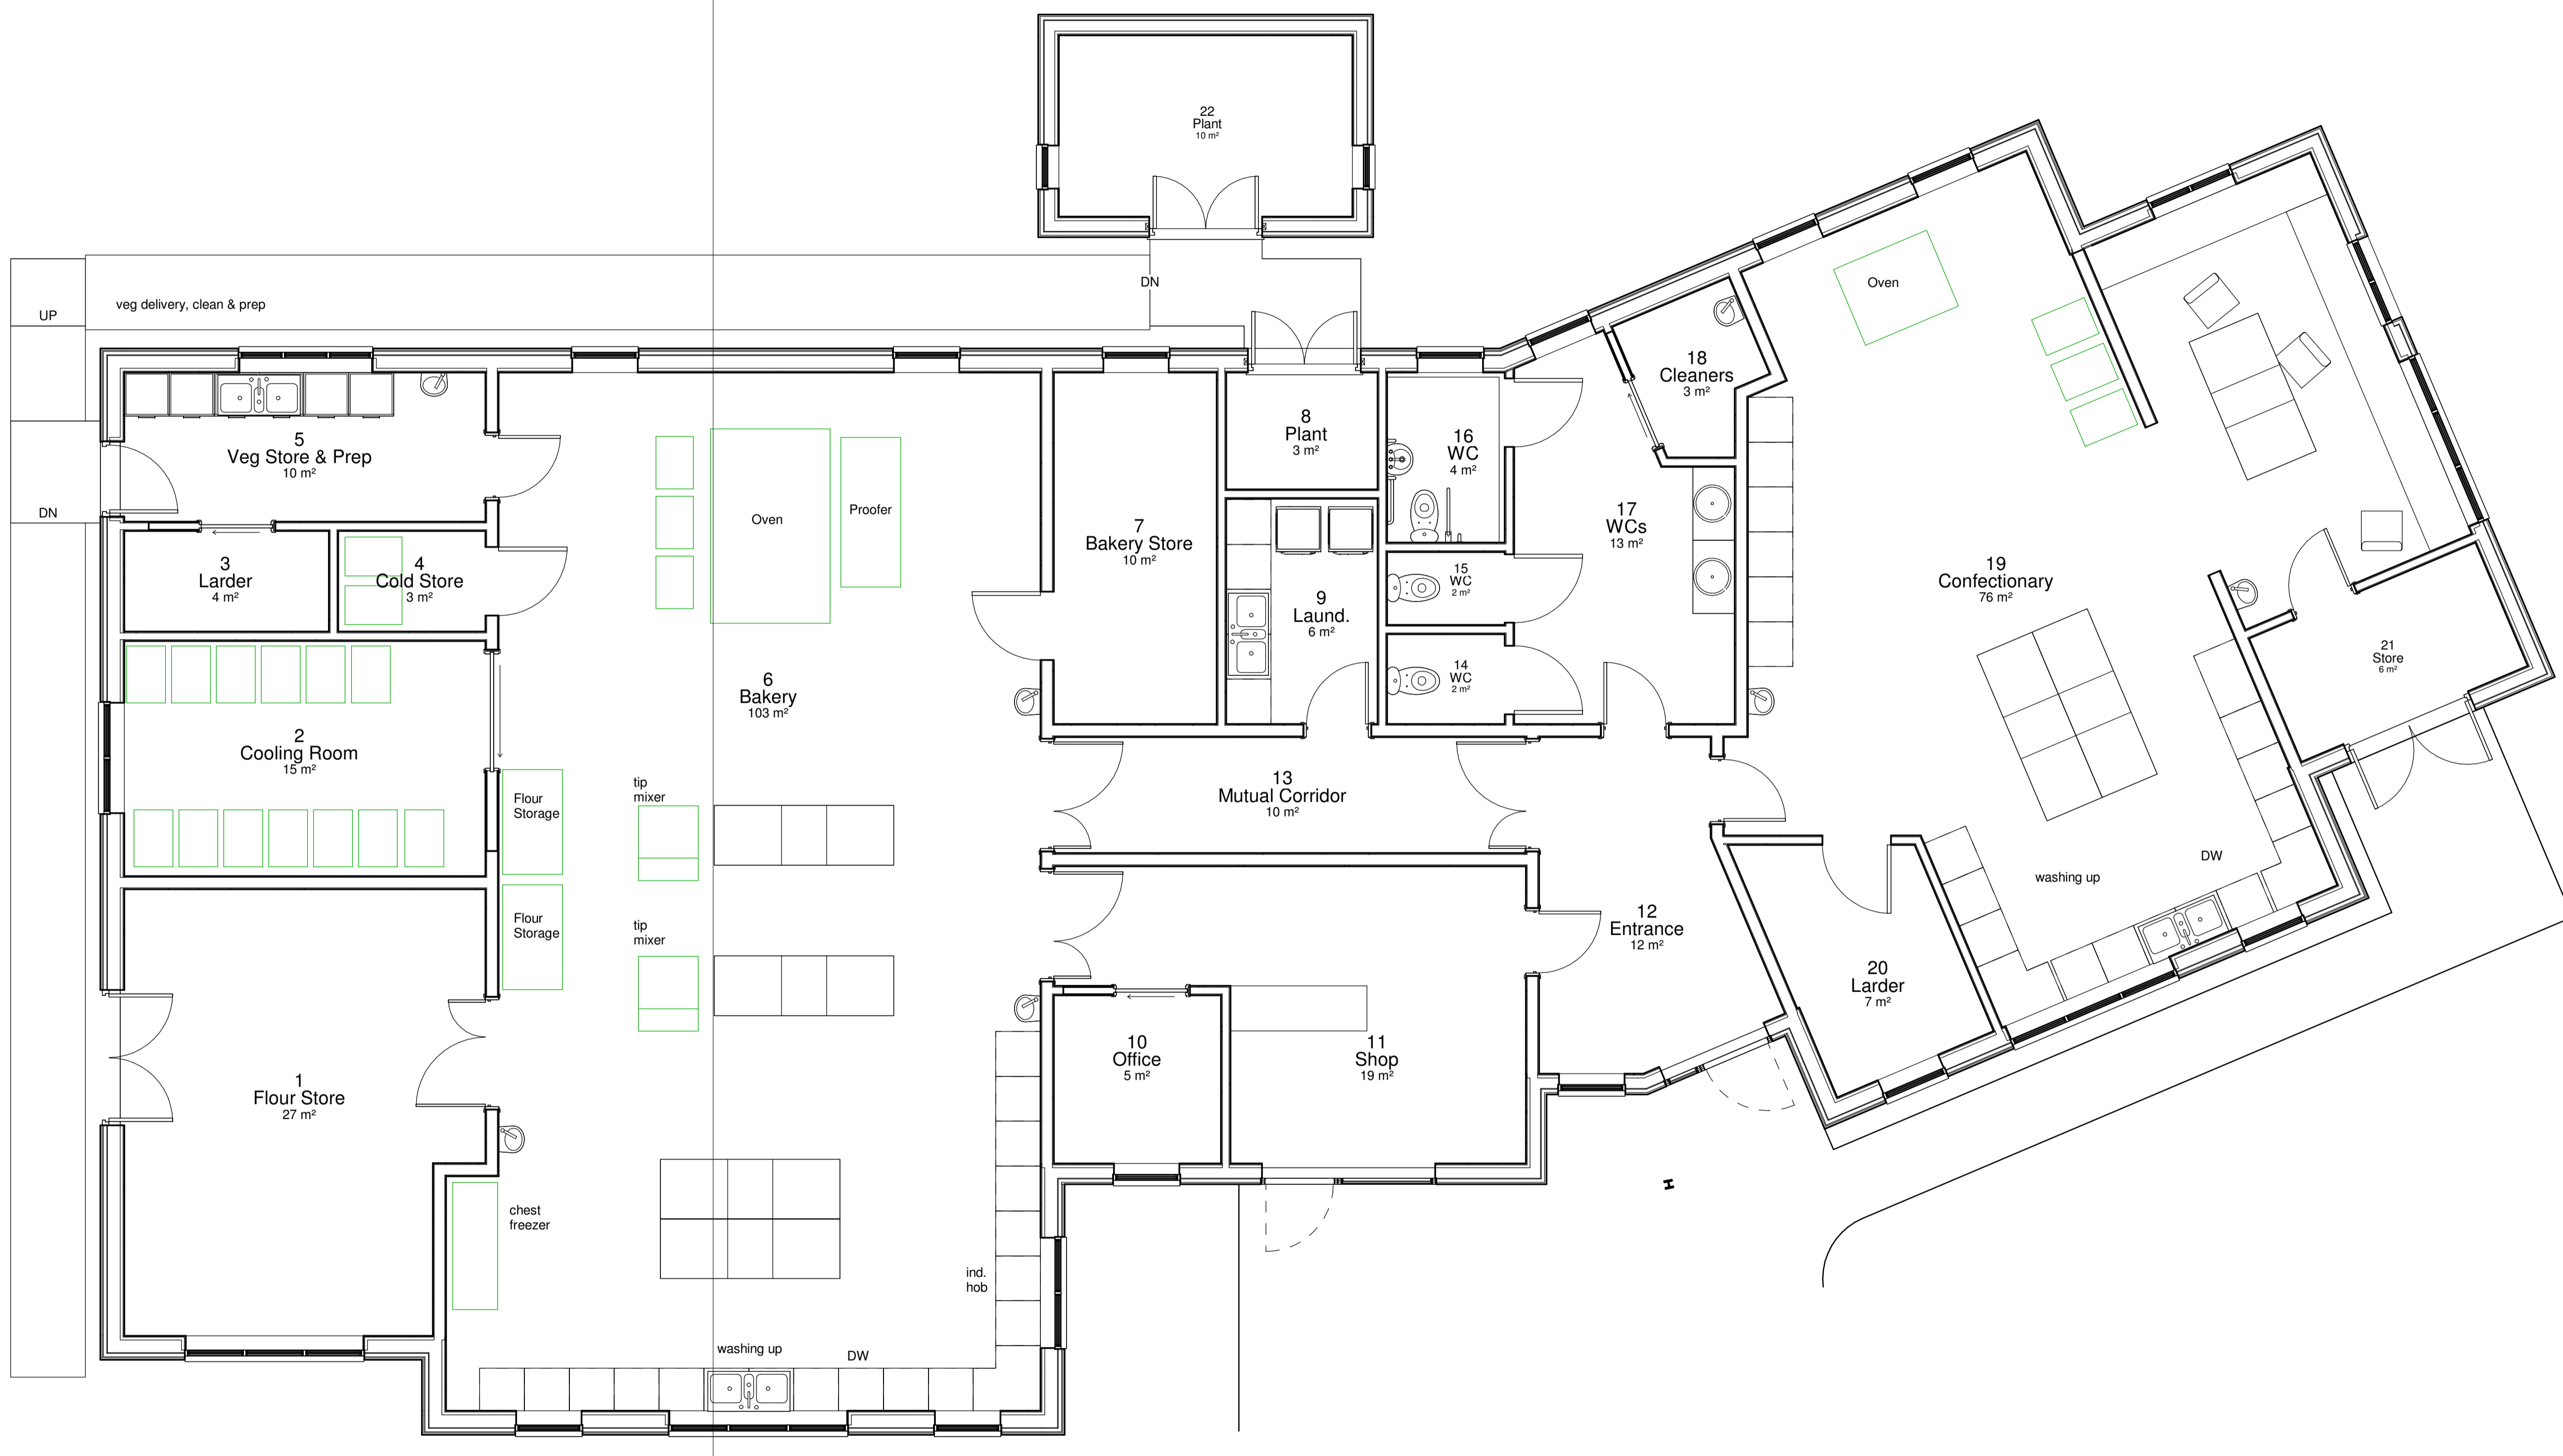 22
Plant
10 m²
DN
UP
veg delivery, clean & prep
Oven
18
Cleaners
3 m²
5
Veg Store & Prep
10 m²
8
Plant
3 m²
16
WC
4 m²
DN
Oven
Proofer
7
Bakery Store
10 m²
17
WCs
13 m²
3
Larder
4 m²
4
Cold Store
3 m²
15
WC
2 m²
9
Laund.
6 m²
19
Confectionary
76 m²
14
WC
2 m²
21
Store
6 m²
6
Bakery
103 m²
2
Cooling Room
15 m²
13
Mutual Corridor
10 m²
tip
mixer
Flour
Storage
DW
washing up
Flour
Storage
tip
mixer
12
Entrance
12 m²
20
Larder
7 m²
1
Flour Store
27 m²
10
Office
5 m²
11
Shop
19 m²
H
chest
freezer
ind.
hob
washing up
DW